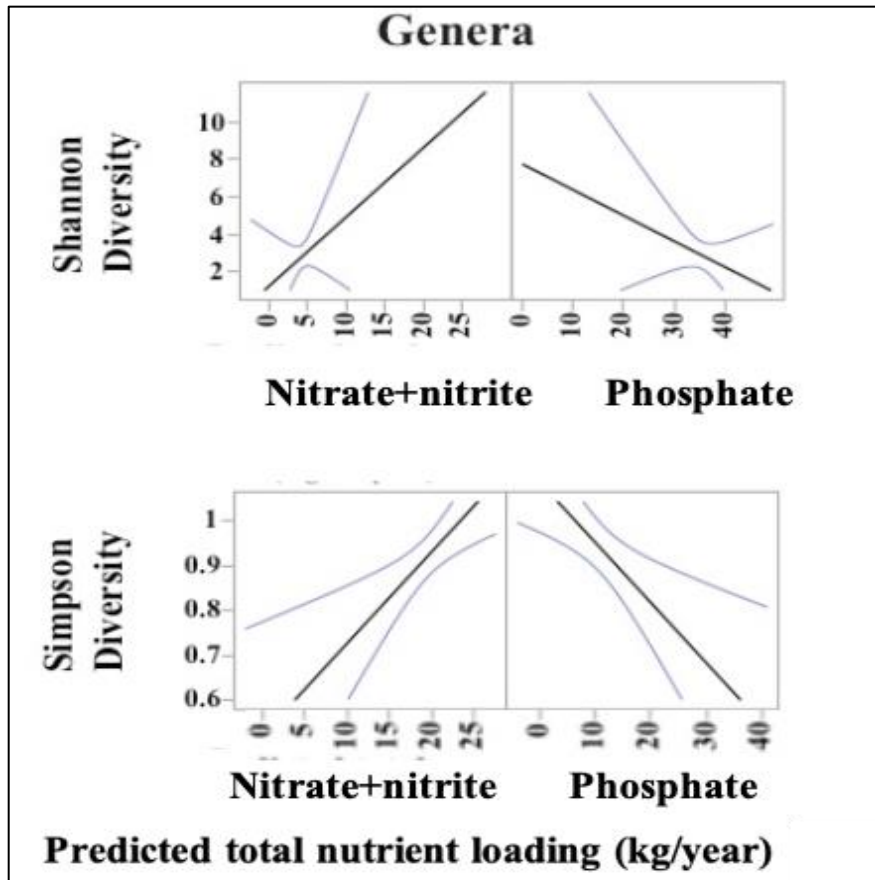 Genera
Shannon
Diversity
10
8
6
4
2
0 5 10 15 20 25
0 10 20 30 40
Nitrate+nitrite Phosphate
Simpson
Diversity
1
0.9
0.8
0.7
0.6
0 5 10 15 20 25
0 10 20 30 40
Nitrate+nitrite Phosphate
Predicted total nutrient loading (kg/year)